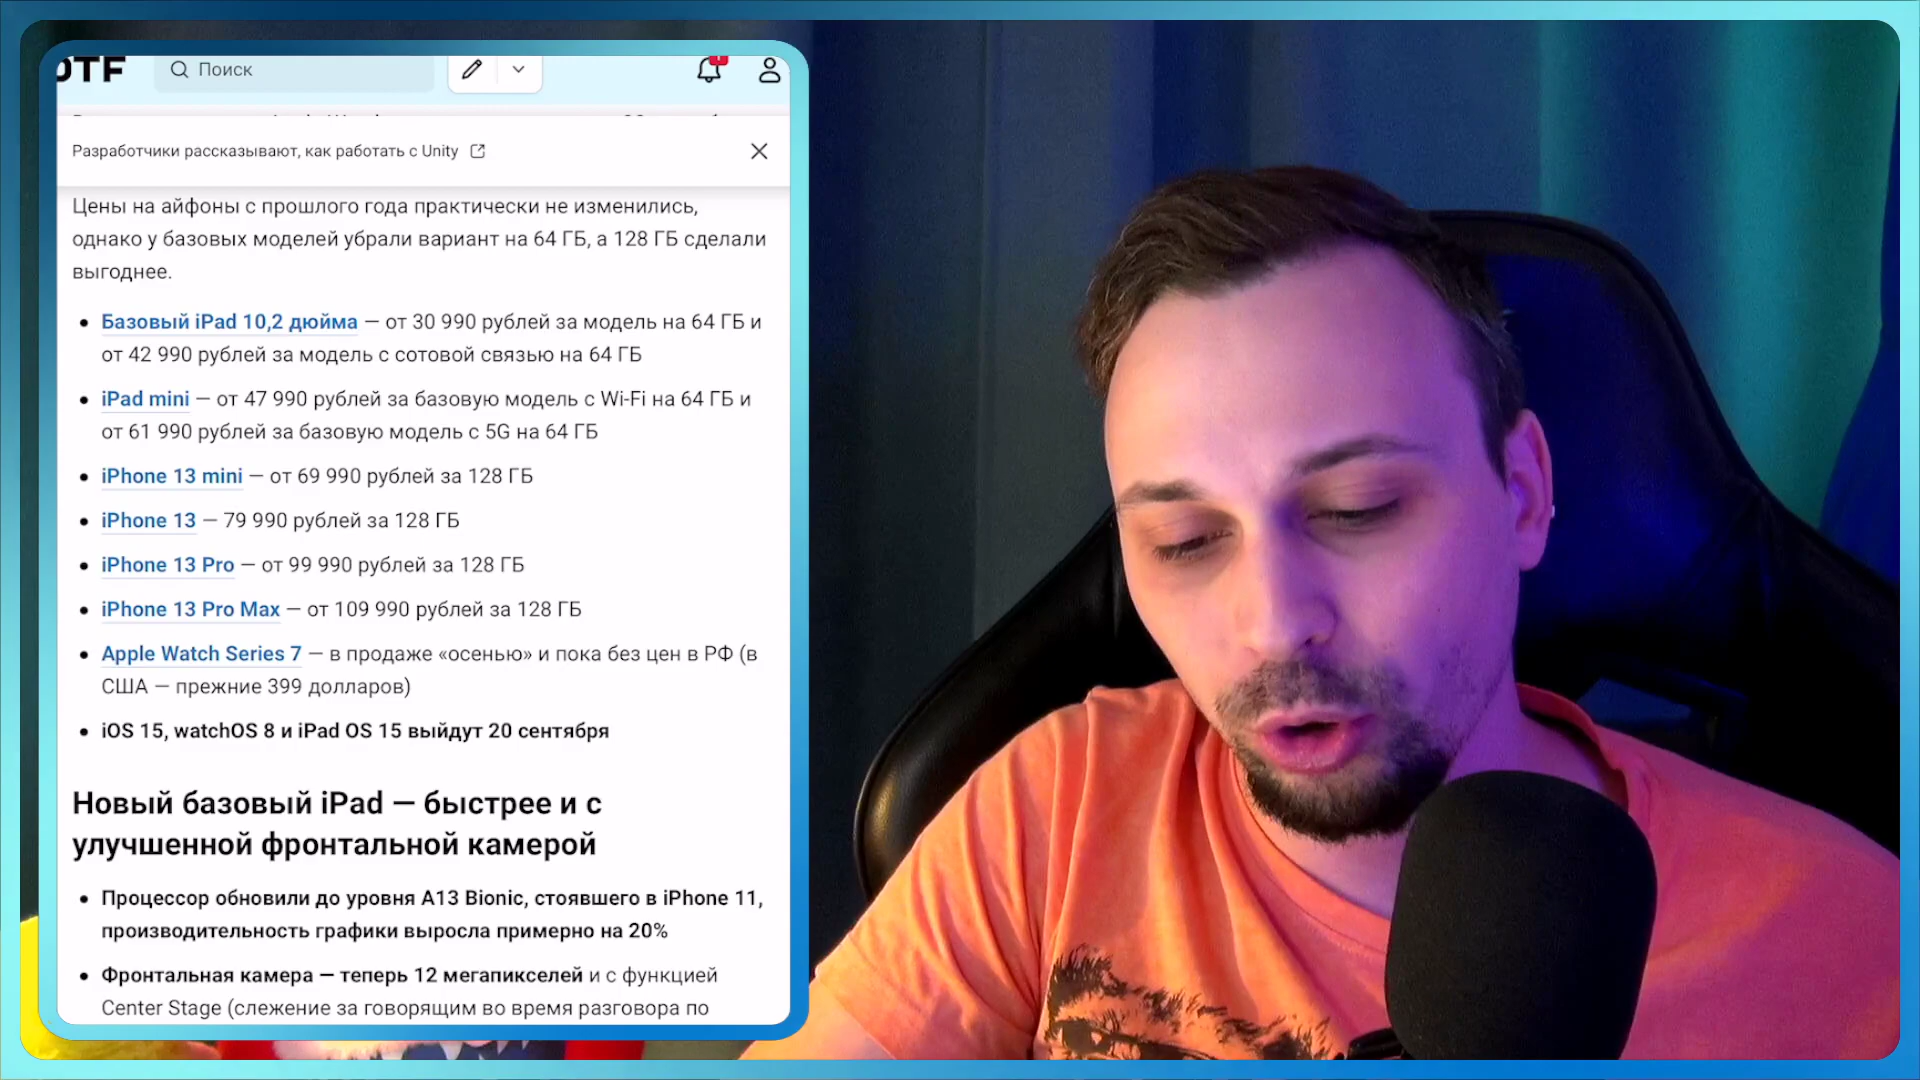 DTF
Поиск
Разработчики рассказывают, как работать с Unity
Цены на айфоны с прошлого года практически не изменились,
однако у базовых моделей убрали вариант на 64 ГБ, а 128 ГБ сделали
выгоднее.
Базовый iPad 10,2 дюйма — от 30 990 рублей за модель на 64 ГБ и
от 42 990 рублей за модель с сотовой связью на 64 ГБ
iPad mini — от 47 990 рублей за базовую модель с Wi-Fi на 64 ГБ и
от 61 990 рублей за базовую модель с 5G на 64 ГБ
iPhone 13 mini — от 69 990 рублей за 128 ГБ
iPhone 13 — 79 990 рублей за 128 ГБ
iPhone 13 Pro — от 99 990 рублей за 128 ГБ
iPhone 13 Pro Max — от 109 990 рублей за 128 ГБ
Apple Watch Series 7 — в продаже «осенью» и пока без цен в РФ (в
США — прежние 399 долларов)
iOS 15, watchOS 8 и iPad OS 15 выйдут 20 сентября
Новый базовый iPad — быстрее и с
улучшенной фронтальной камерой
Процессор обновили до уровня A13 Bionic, стоявшего в iPhone 11,
производительность графики выросла примерно на 20%
Фронтальная камера — теперь 12 мегапикселей и с функцией
Center Stage (слежение за говорящим во время разговора по